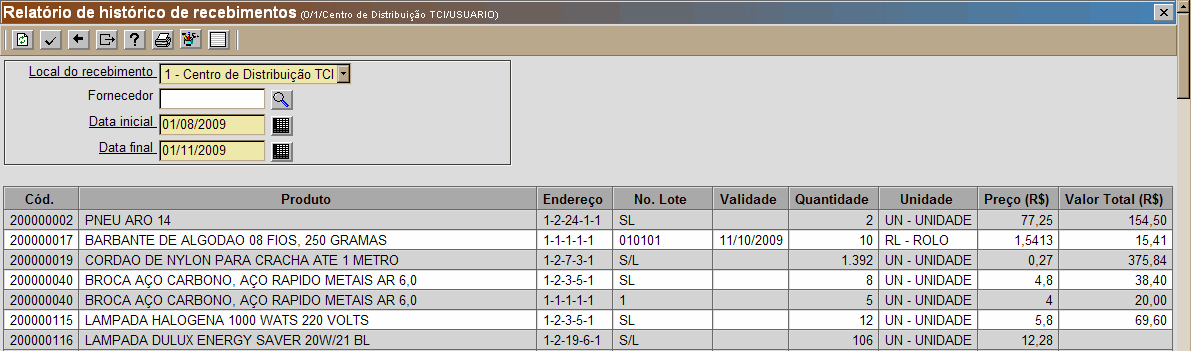 Relatório de histórico de recebimentos (0/1/Centro de Distribuição TCI/USUARIO)
Local do recebimento 1 - Centro de Distribuição TCI
Fornecedor
Data inicial 01/08/2009
Data final 01/11/2009
Cód. Produto Endereço No. Lote Validade Quantidade Unidade Preço (R$) Valor Total (R$)
200000002 PNEU ARO 14 1-2-24-1-1 SL 2 UN - UNIDADE 77,25 154,50
200000017 BARBANTE DE ALGODAO 08 FIOS, 250 GRAMAS 1-1-1-1-1 010101 11/10/2009 10 RL - ROLO 1,5413 15,41
200000019 CORDAO DE NYLON PARA CRACHA ATE 1 METRO 1-2-7-3-1 S/L 1.392 UN - UNIDADE 0,27 375,84
200000040 BROCA AÇO CARBONO, AÇO RAPIDO METAIS AR 6,0 1-2-3-5-1 SL 8 UN - UNIDADE 4,8 38,40
200000040 BROCA AÇO CARBONO, AÇO RAPIDO METAIS AR 6,0 1-1-1-1-1 1 5 UN - UNIDADE 4 20,00
200000115 LAMPADA HALOGENA 1000 WATS 220 VOLTS 1-2-3-5-1 SL 12 UN - UNIDADE 5,8 69,60
200000116 LAMPADA DULUX ENERGY SAVER 20W/21 BL 1-2-19-6-1 S/L 106 UN - UNIDADE 12,28